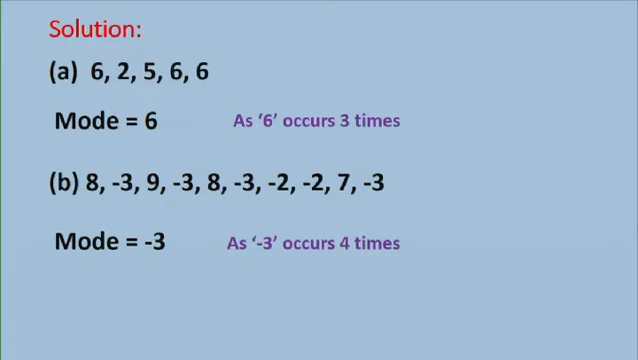 Solution:
(a) 6, 2, 5, 6, 6
Mode = 6 As ‘6’ occurs 3 times
(b) 8, -3, 9, -3, 8, -3, -2, -2, 7, -3
Mode = -3 As ‘-3’ occurs 4 times